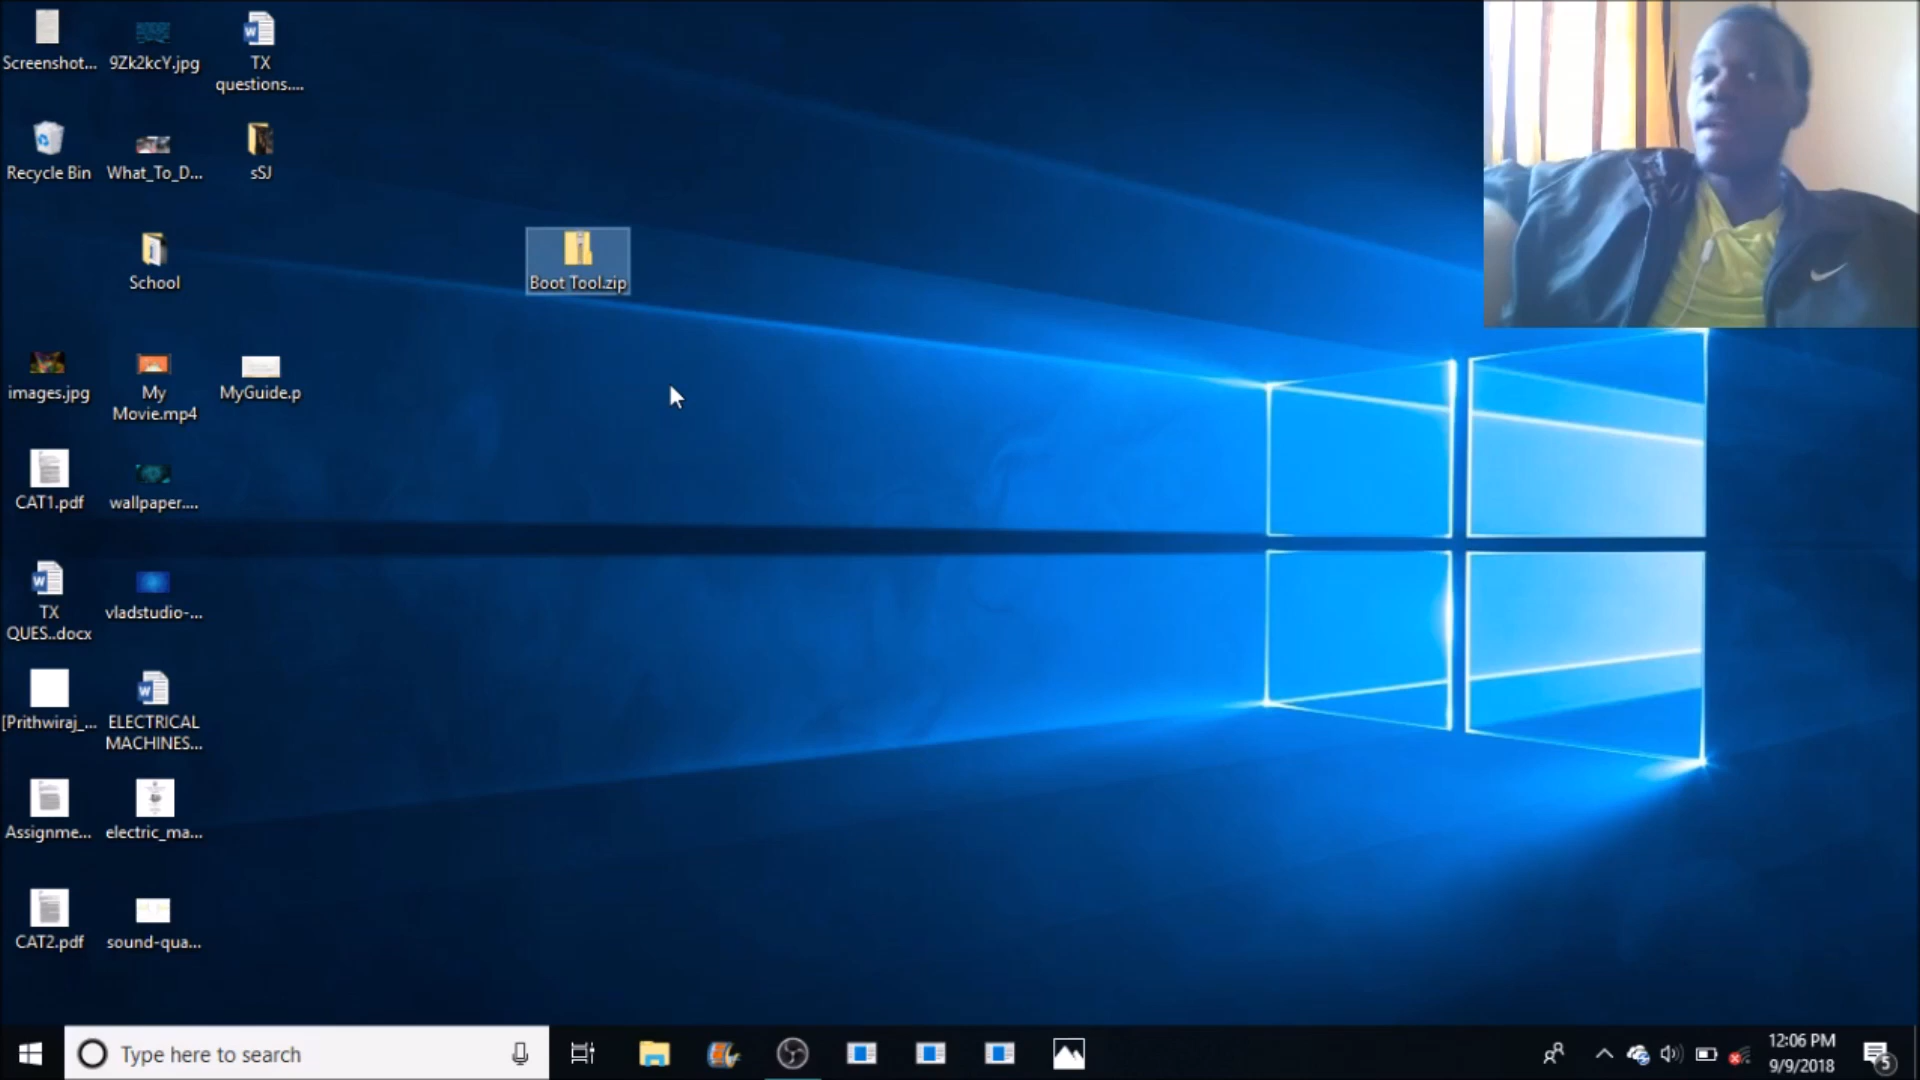 Screenshot...
9Zk2kcY.jpg
TX
questions....
Recycle Bin
What_To_D...
sSJ
School
Boot Tool.zip
images.jpg
My
Movie.mp4
MyGuide.p
CAT1.pdf
wallpaper....
TX
QUES..docx
vladstudio-...
[Prithwiraj_...
ELECTRICAL
MACHINES...
Assignme...
electric_ma...
CAT2.pdf
sound-qua...
Type here to search
12:06 PM
9/9/2018
5